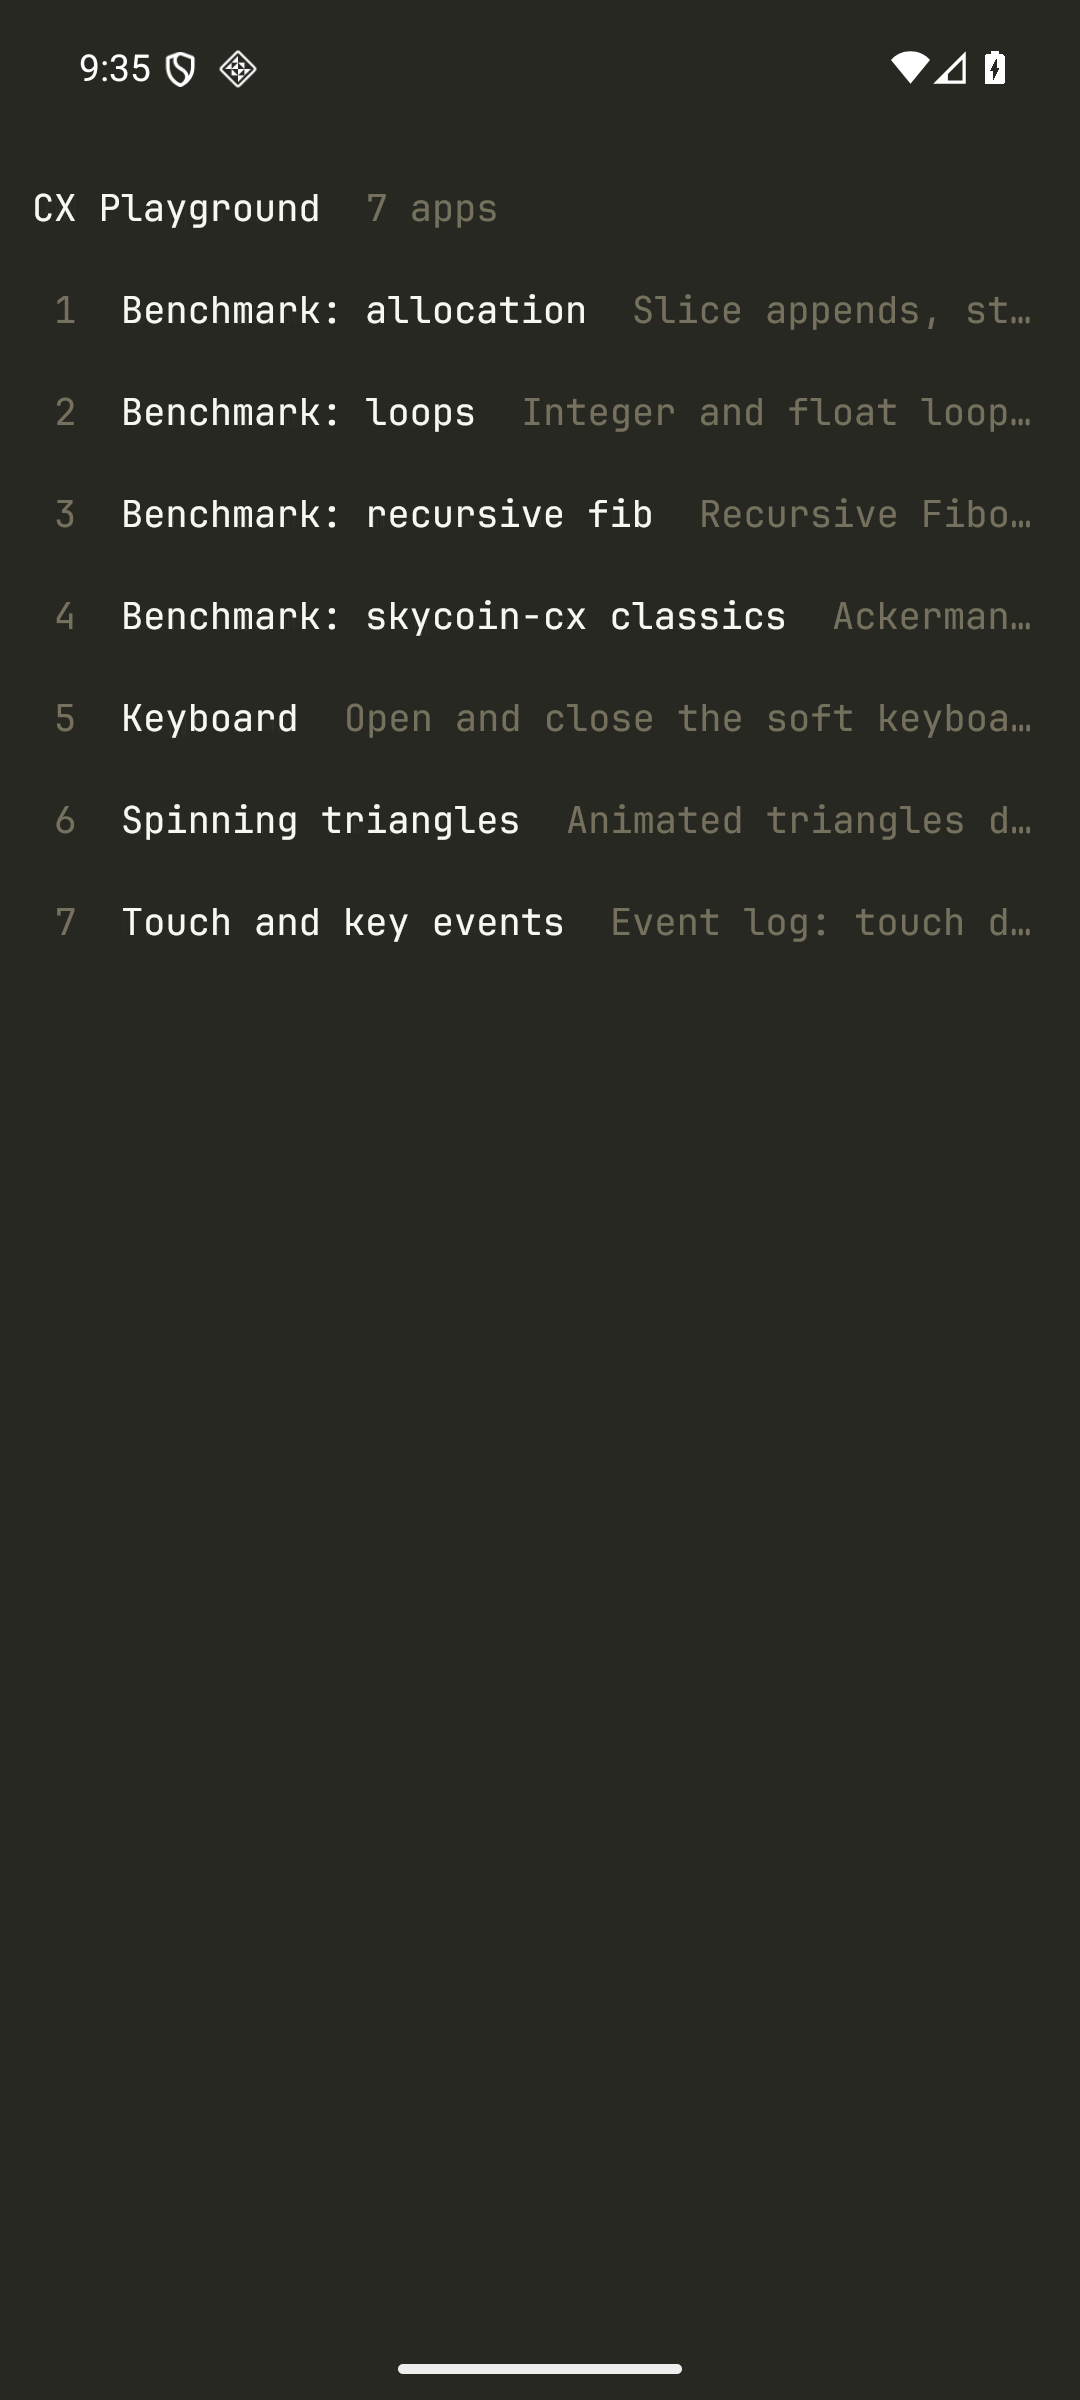 9:35
CX Playground 7 apps
1 Benchmark: allocation Slice appends, st…
2 Benchmark: loops Integer and float loop…
3 Benchmark: recursive fib Recursive Fibo…
4 Benchmark: skycoin-cx classics Ackerman…
5 Keyboard Open and close the soft keyboa…
6 Spinning triangles Animated triangles d…
7 Touch and key events Event log: touch d…